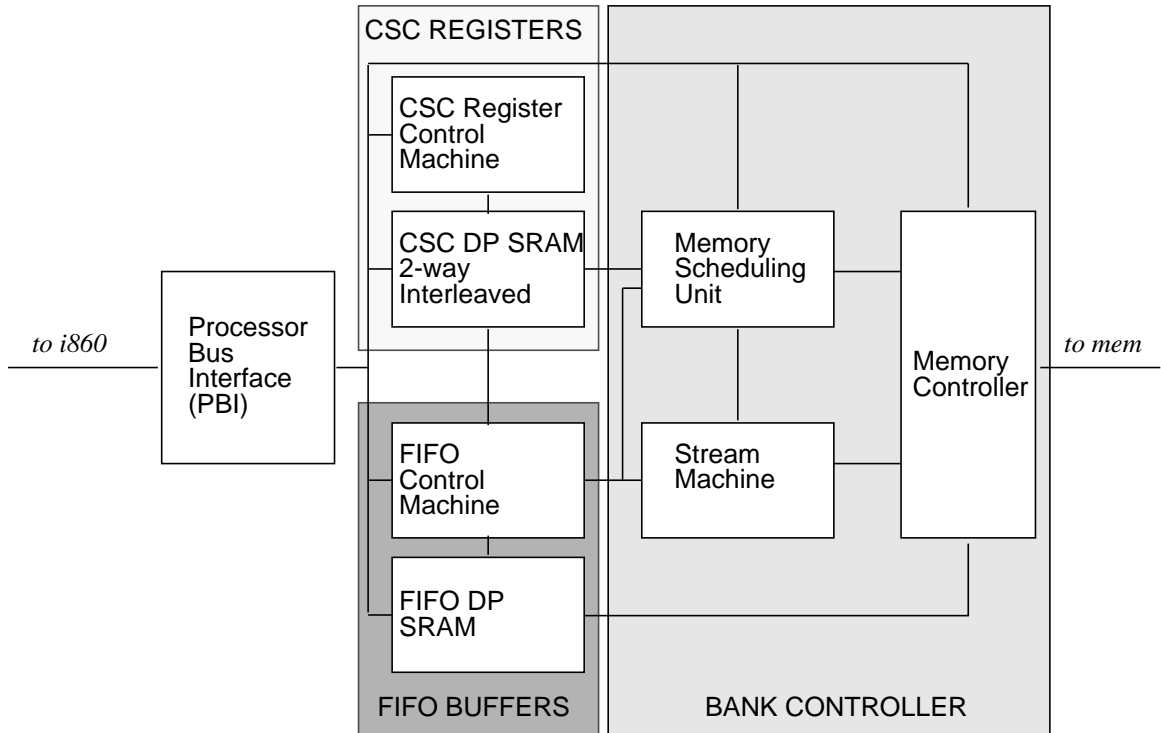 CSC REGISTERS
CSC Register
Control
Machine
CSC DP SRAM
2-way
Interleaved
Memory
Scheduling
Unit
Processor
Bus
Interface
(PBI)
to i860
Memory
Controller
to mem
FIFO
Control
Machine
Stream
Machine
FIFO DP
SRAM
FIFO BUFFERS
BANK CONTROLLER